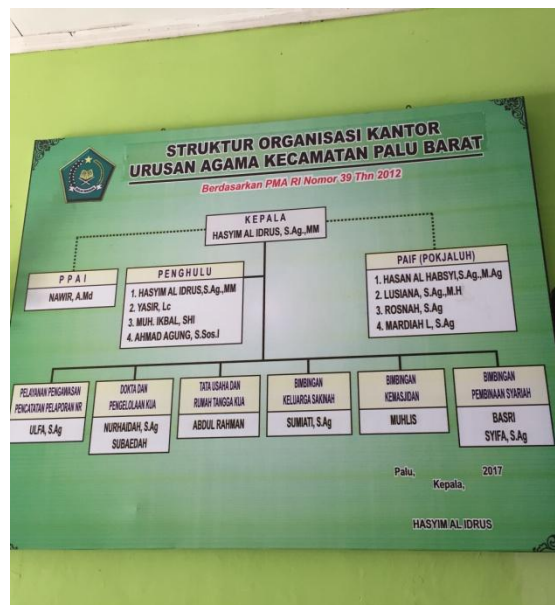 STRUKTUR ORGANISASI KANTOR
URUSAN AGAMA KECAMATAN PALU BARAT
Berdasarkan PMA RI Nomor 39 Thn 2012
KEPALA
HASYIM AL IDRUS, S.Ag.,MM
PPAI
NAWIR, A.Md
PENGHULU
1. HASYIM AL IDRUS,S.Ag.,MM
2. YASIR, Lc
3. MUH. IKBAL, SHI
4. AHMAD AGUNG, S.Sos.I
PAIF (POKJALUH)
1. HASAN AL HABSYI,S.Ag.,M.Ag
2. LUSIANA, S.Ag.,M.H
3. ROSNAH, S.Ag
4. MARDIAH L, S.Ag
PELAYANAN PENGAWASAN
PENCATATAN PELAPORAN NR
ULFA, S.Ag
DOKTA DAN
PENGELOLAAN KUA
NURHAIDAH, S.Ag
SUBAEDAH
TATA USAHA DAN
RUMAH TANGGA KUA
ABDUL RAHMAN
BIMBINGAN
KELUARGA SAKINAH
SUMIATI, S.Ag
BIMBINGAN
KEMASJIDAN
MUHLIS
BIMBINGAN
PEMBINAAN SYARIAH
BASRI
SYIFA, S.Ag
Palu, 2017
Kepala,
HASYIM AL IDRUS